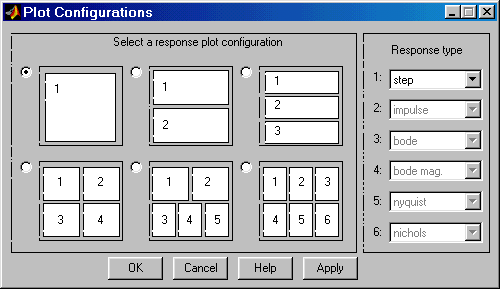 Plot Configurations
Select a response plot configuration
1
1
2
1
2
3
1 2
3 4
1 2
3 4 5
1 2 3
4 5 6
Response type
1: step
2: impulse
3: bode
4: bode mag.
5: nyquist
6: nichols
OK Cancel Help Apply